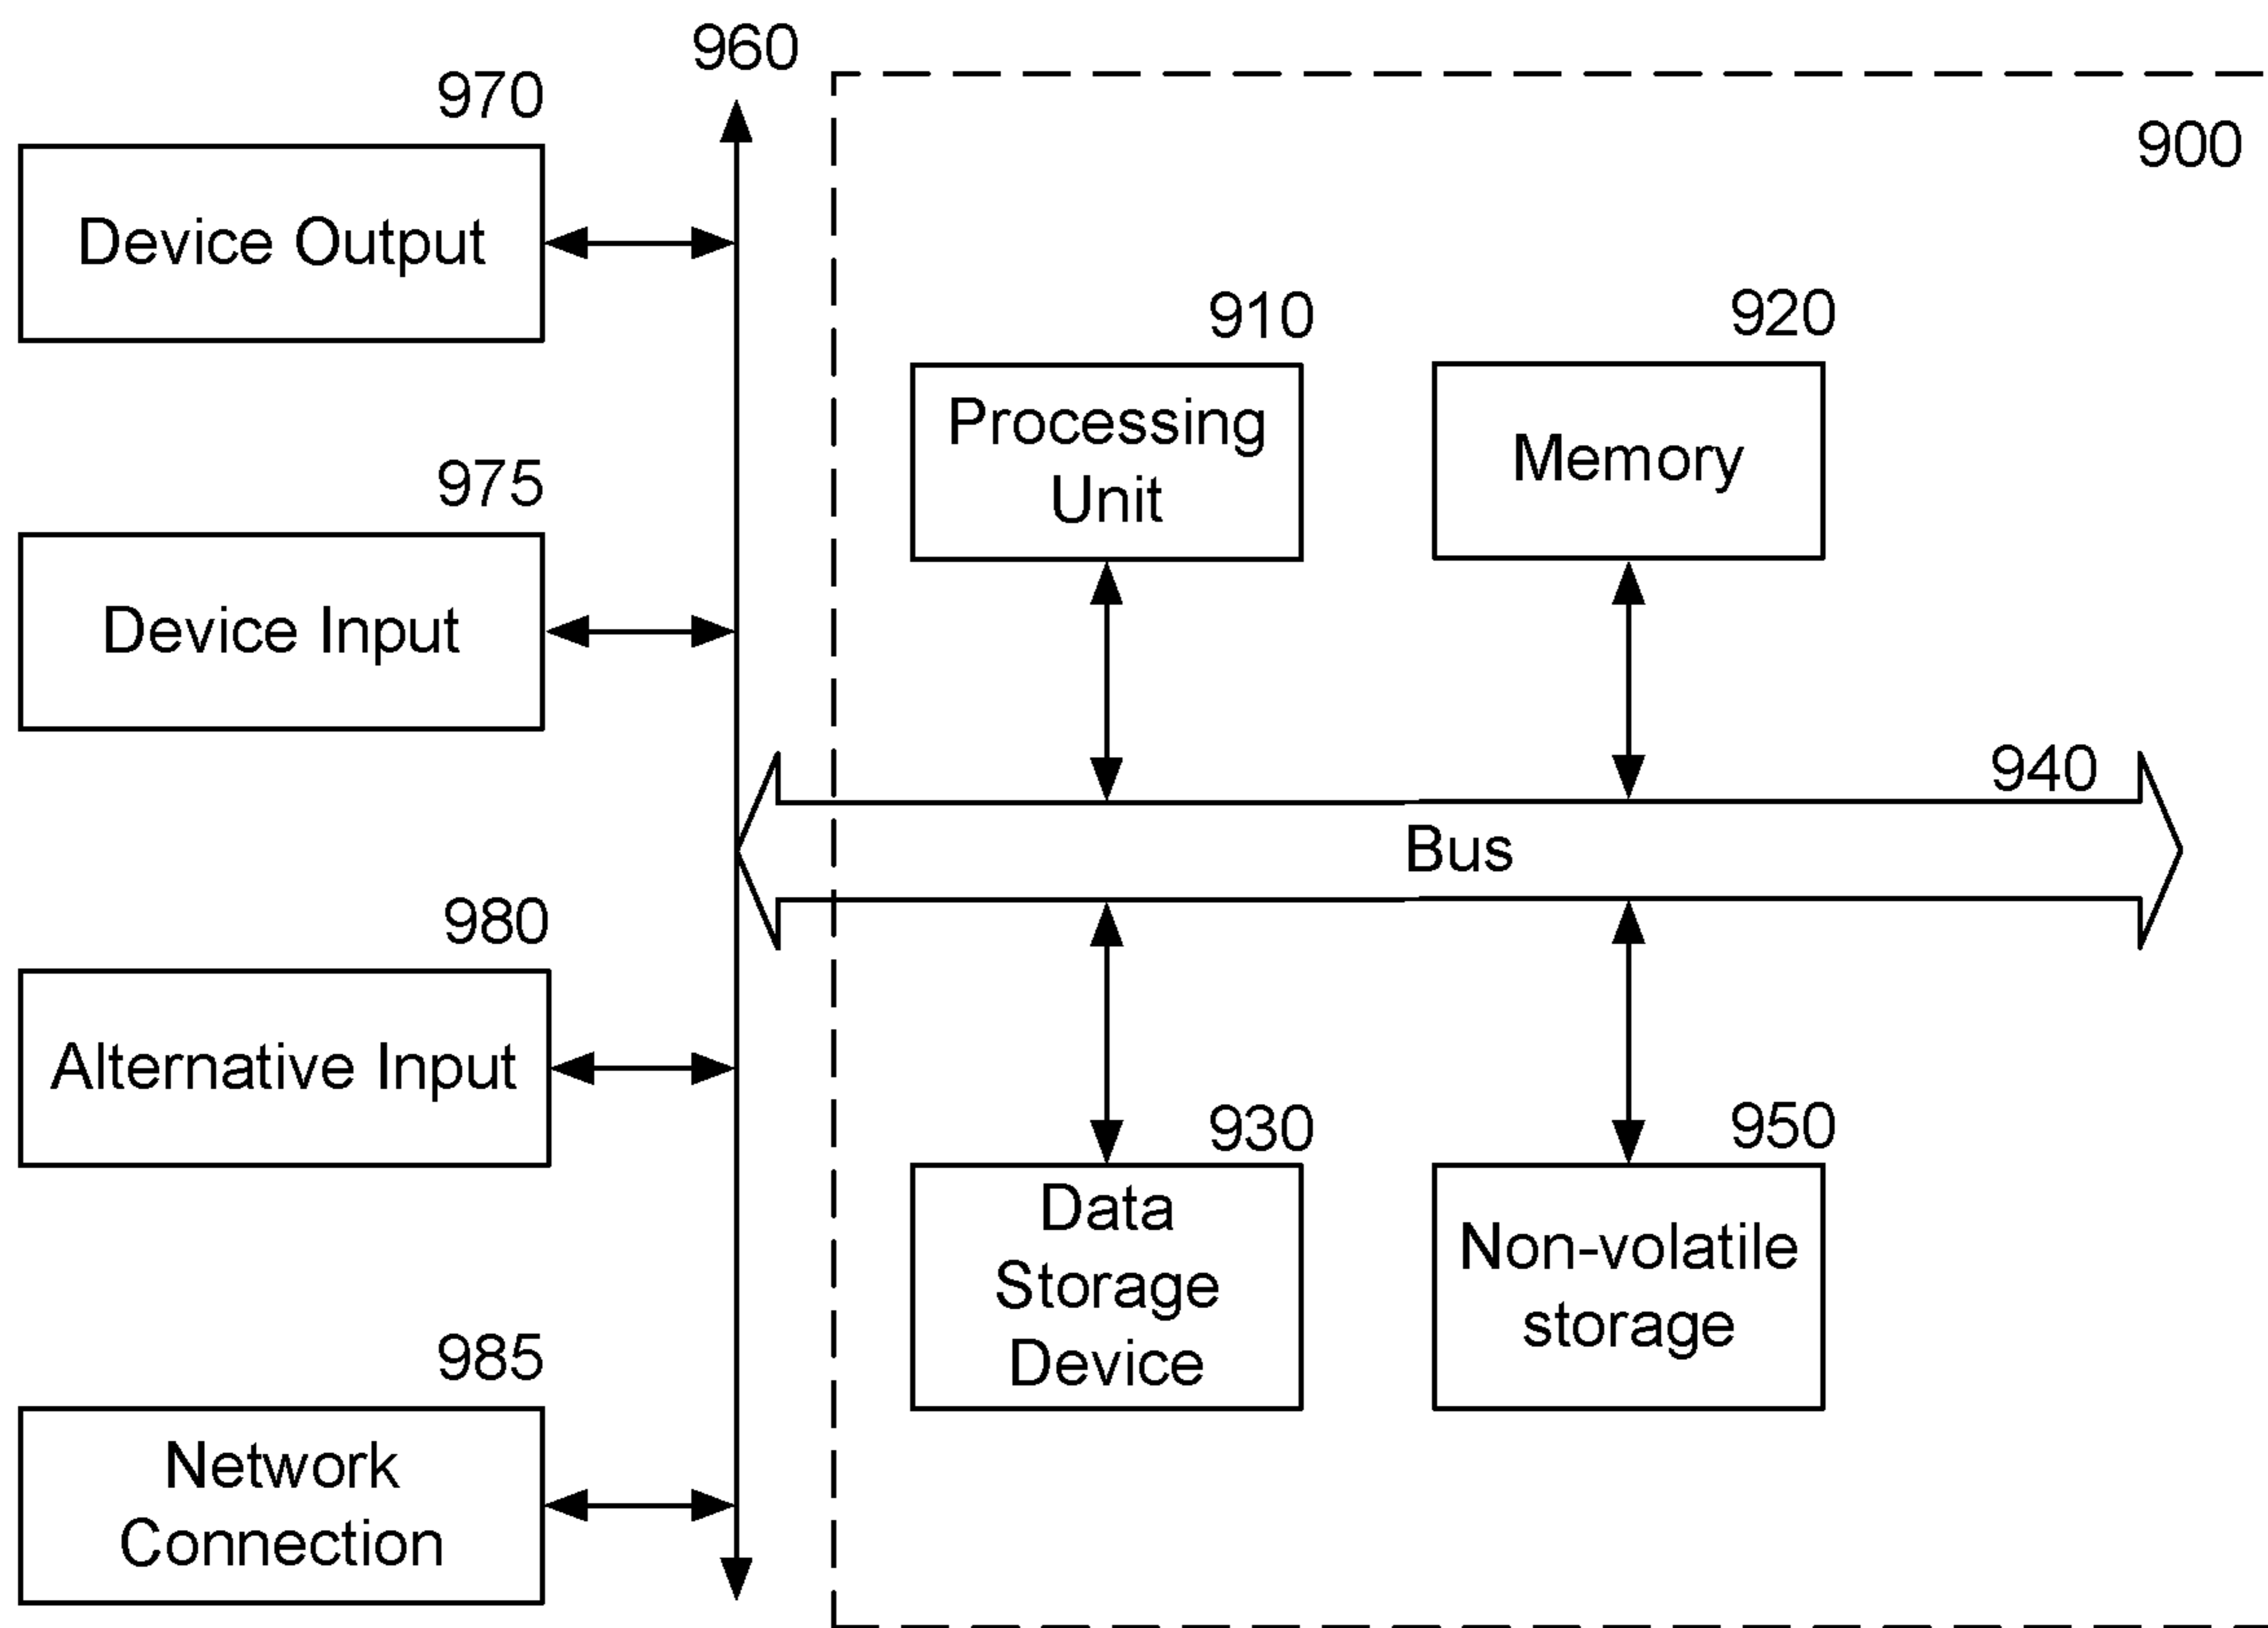 960
970
900
Device Output
910
920
Processing
Unit
Memory
975
Device Input
940
Bus
980
Alternative Input
930
950
Data
Storage
Device
Non-volatile
storage
985
Network
Connection